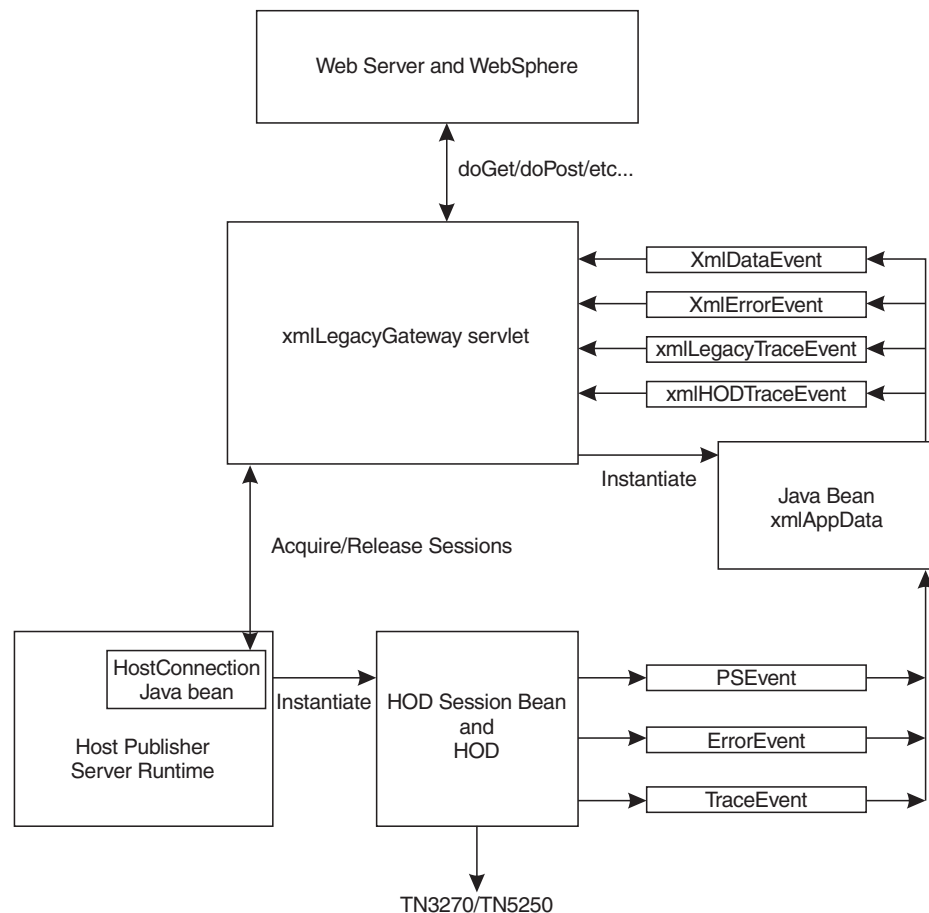 Web Server and WebSphere
doGet/doPost/etc...
xmlLegacyGateway servlet
XmlDataEvent
XmlErrorEvent
xmlLegacyTraceEvent
xmlHODTraceEvent
Instantiate
Java Bean
xmlAppData
Acquire/Release Sessions
HostConnection
Java bean
Host Publisher
Server Runtime
Instantiate
HOD Session Bean
and
HOD
PSEvent
ErrorEvent
TraceEvent
TN3270/TN5250